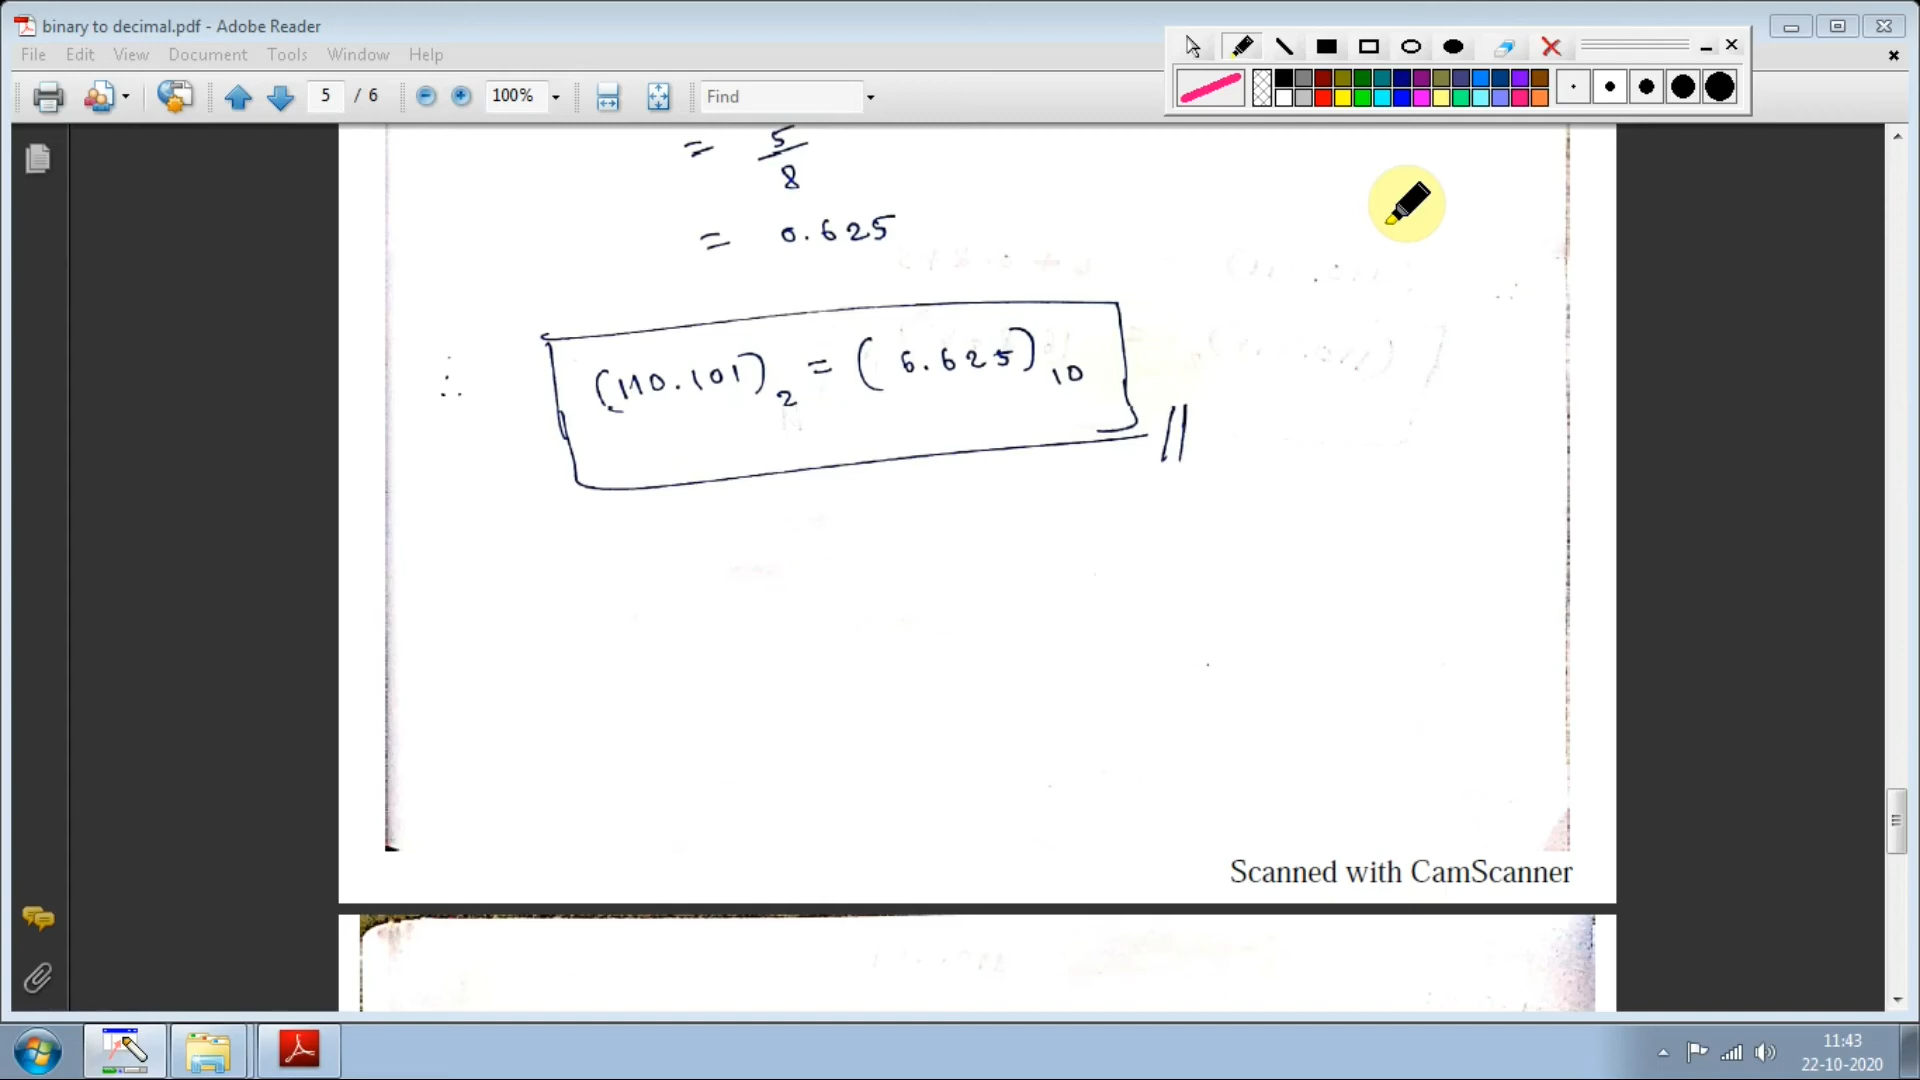 binary to decimal.pdf - Adobe Reader
File Edit View Document Tools Window Help
5 / 6 100% Find
= 5/8
= 0.625
∴ (110.101)₂ = (6.625)₁₀ //
Scanned with CamScanner
11:43
22-10-2020